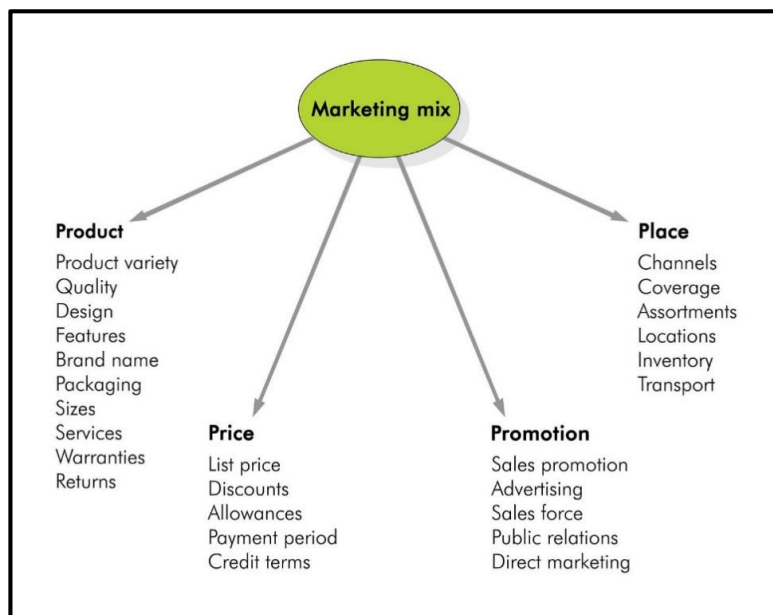 Marketing mix
Product
Product variety
Quality
Design
Features
Brand name
Packaging
Sizes
Services
Warranties
Returns
Price
List price
Discounts
Allowances
Payment period
Credit terms
Promotion
Sales promotion
Advertising
Sales force
Public relations
Direct marketing
Place
Channels
Coverage
Assortments
Locations
Inventory
Transport